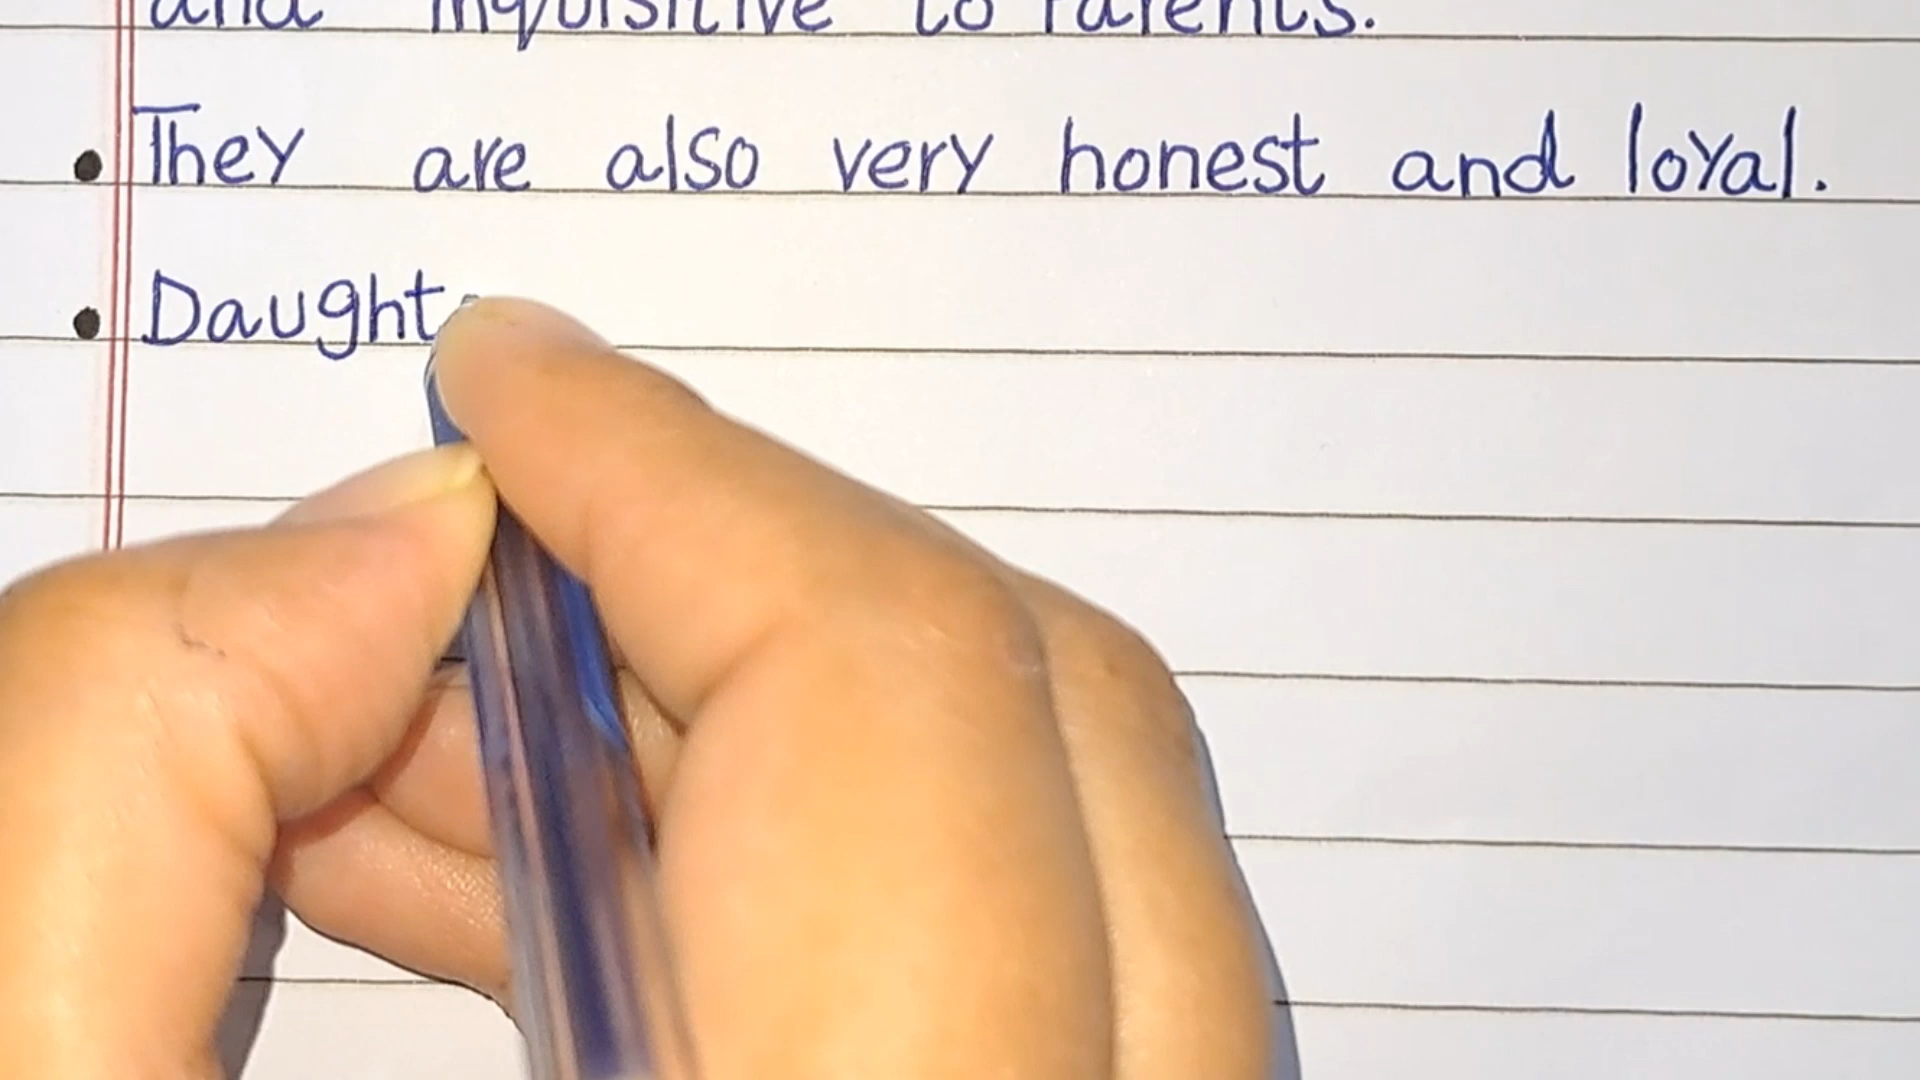 and inquisitive to Parents.
• They are also very honest and loyal.
• Daught